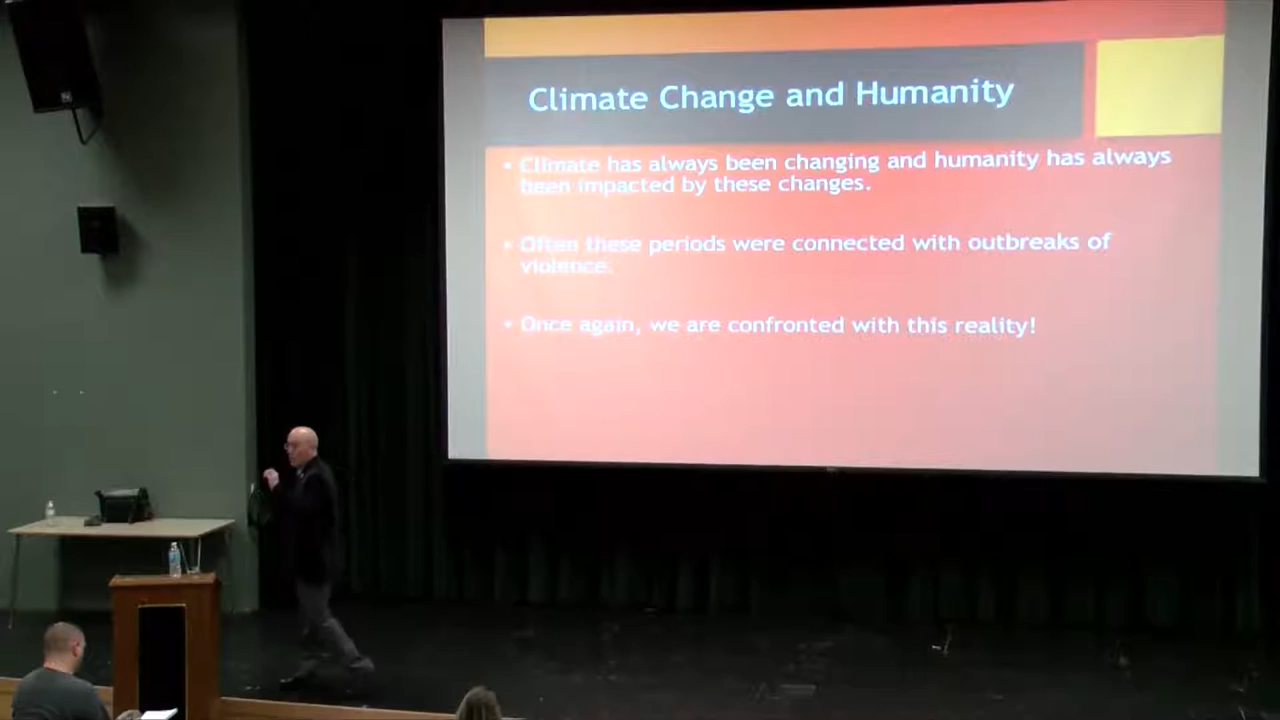 Climate Change and Humanity
• Climate has always been changing and humanity has always
been impacted by these changes.
• Often these periods were connected with outbreaks of
violence.
• Once again, we are confronted with this reality!